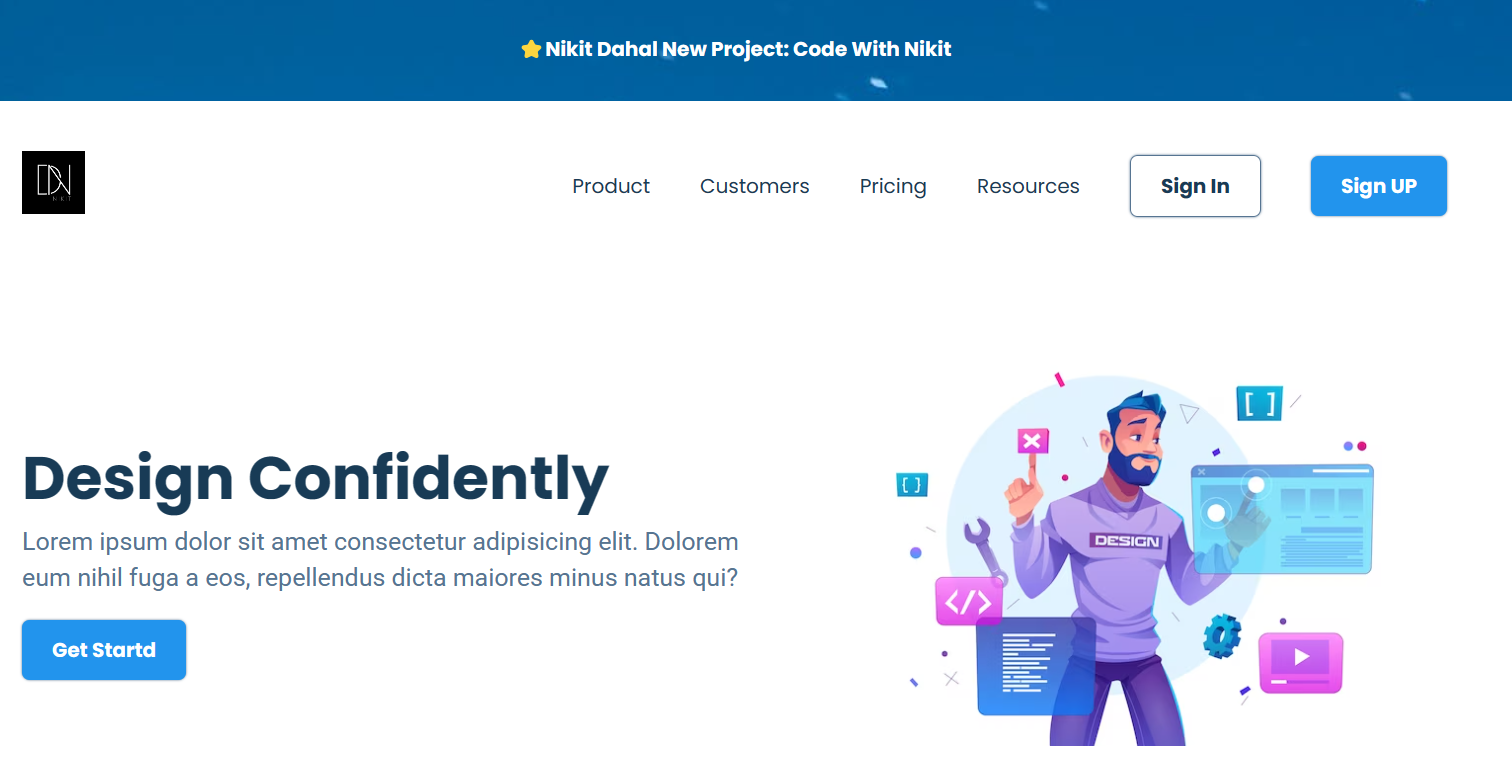 ⭐ Nikit Dahal New Project: Code With Nikit
DN
NKIT
Product Customers Pricing Resources Sign In Sign UP
Design Confidently
Lorem ipsum dolor sit amet consectetur adipisicing elit. Dolorem
eum nihil fuga a eos, repellendus dicta maiores minus natus qui?
Get Startd
[ ]
[ ]
DESIGN
</>